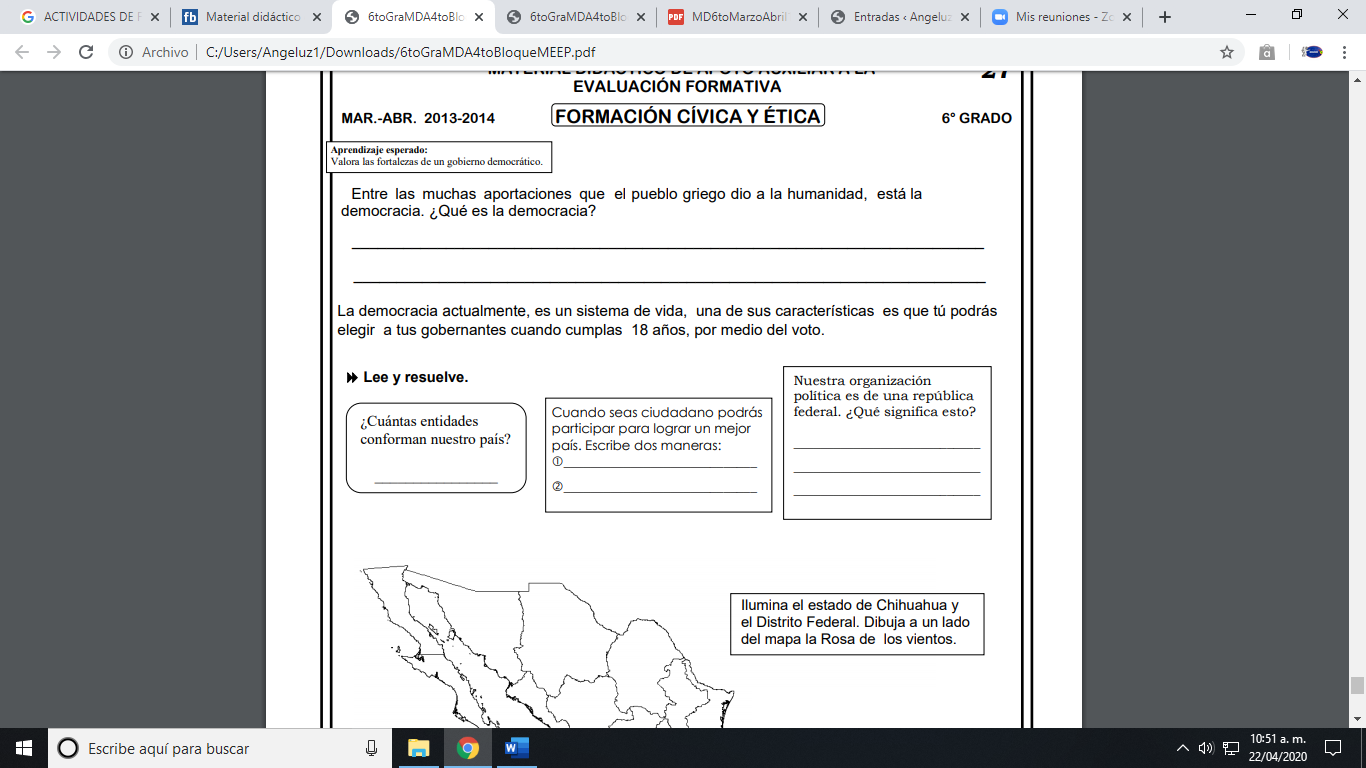 ACTIVIDADES DE F
Material didáctico
6toGraMDA4toBlo
6toGraMDA4toBlo
MD6toMarzoAbril
Entradas ‹ Angeluz
Mis reuniones - Zo
Archivo | C:/Users/Angeluz1/Downloads/6toGraMDA4toBloqueMEEP.pdf
MATERIAL DIDÁCTICO DE APOYO AUXILIAR A LA
27
EVALUACIÓN FORMATIVA
MAR.-ABR. 2013-2014
FORMACIÓN CÍVICA Y ÉTICA
6° GRADO
Aprendizaje esperado:
Valora las fortalezas de un gobierno democrático.
Entre las muchas aportaciones que el pueblo griego dio a la humanidad, está la
democracia. ¿Qué es la democracia?
La democracia actualmente, es un sistema de vida, una de sus características es que tú podrás
elegir a tus gobernantes cuando cumplas 18 años, por medio del voto.
Lee y resuelve.
¿Cuántas entidades
conforman nuestro país?
Cuando seas ciudadano podrás
participar para lograr un mejor
país. Escribe dos maneras:
①
②
Nuestra organización
política es de una república
federal. ¿Qué significa esto?
Ilumina el estado de Chihuahua y
el Distrito Federal. Dibuja a un lado
del mapa la Rosa de los vientos.
Escribe aquí para buscar
10:51 a. m.
22/04/2020